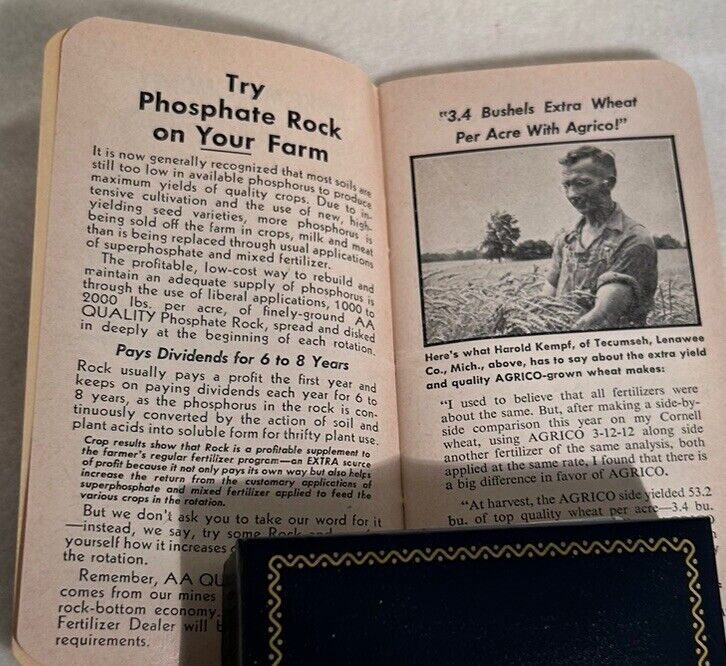 Try
Phosphate Rock
on Your Farm
It is now generally recognized that most soils are
still too low in available phosphorus to produce
maximum yields of quality crops. Due to in-
tensive cultivation and the use of new, high-
yielding seed varieties, more phosphorus is
being sold off the farm in crops, milk and meat
than is being replaced through usual applications
of superphosphate and mixed fertilizer.
The profitable, low-cost way to rebuild and
maintain an adequate supply of phosphorus is
through the use of liberal applications, 1000 to
2000 lbs. per acre, of finely-ground AA
QUALITY Phosphate Rock, spread and disked
in deeply at the beginning of each rotation.
Pays Dividends for 6 to 8 Years
Rock usually pays a profit the first year and
keeps on paying dividends each year for 6 to
8 years, as the phosphorus in the rock is con-
tinuously converted by the action of soil and
plant acids into soluble form for thrifty plant use.
Crop results show that Rock is a profitable supplement to
the farmer's regular fertilizer program—an EXTRA source
of profit because it not only pays its own way but also helps
increase the return from the customary applications of
superphosphate and mixed fertilizer applied to feed the
various crops in the rotation.
But we don't ask you to take our word for it
—instead, we say, try some Rock
yourself how it increases
the rotation.
Remember, AA QU
comes from our mines
rock-bottom economy.
Fertilizer Dealer will b
requirements.
"3.4 Bushels Extra Wheat
Per Acre With Agrico!"
Here's what Harold Kempf, of Tecumseh, Lenawee
Co., Mich., above, has to say about the extra yield
and quality AGRICO-grown wheat makes:
"I used to believe that all fertilizers were
about the same. But, after making a side-by-
side comparison this year on my Cornell
wheat, using AGRICO 3-12-12 along side
another fertilizer of the same analysis, both
applied at the same rate, I found that there is
a big difference in favor of AGRICO.
"At harvest, the AGRICO side yielded 53.2
bu. of top quality wheat per acre—3.4 bu.